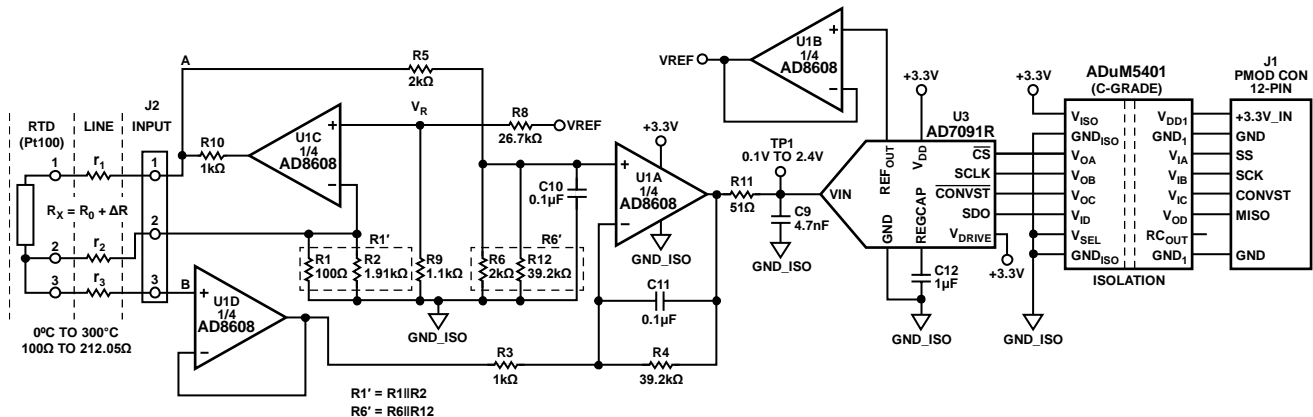 RTD
(Pt100)
LINE
J2
INPUT
1
r1
1
RX = R0 + ΔR
2
2
r2
3
r3
3
0ºC TO 300°C
100Ω TO 212.05Ω
A
B
R10
1kΩ
U1C
1/4
AD8608
+
−
R5
2kΩ
VR
R8
26.7kΩ
VREF
R1′
R1
100Ω
R2
1.91kΩ
R9
1.1kΩ
R6′
R6
2kΩ
R12
39.2kΩ
C10
0.1µF
GND_ISO
+
U1D
1/4
AD8608
−
R1′ = R1llR2
R6′ = R6llR12
R3
1kΩ
R4
39.2kΩ
C11
0.1µF
+3.3V
+
U1A
1/4
AD8608
−
GND_ISO
R11
51Ω
TP1
0.1V TO 2.4V
C9
4.7nF
GND_ISO
VREF
U1B
1/4
AD8608
+
−
+3.3V
U3
AD7091R
VIN
REFOUT
VDD
CS
SCLK
CONVST
SDO
VDRIVE
GND
REGCAP
+3.3V
C12
1µF
GND_ISO
+3.3V
ADuM5401
(C-GRADE)
VISO
GNDISO
VOA
VOB
VOC
VID
VSEL
GNDISO
VDD1
GND1
VIA
VIB
VIC
VOD
RCOUT
GND1
ISOLATION
GND_ISO
J1
PMOD CON
12-PIN
+3.3V_IN
GND
SS
SCK
CONVST
MISO
GND